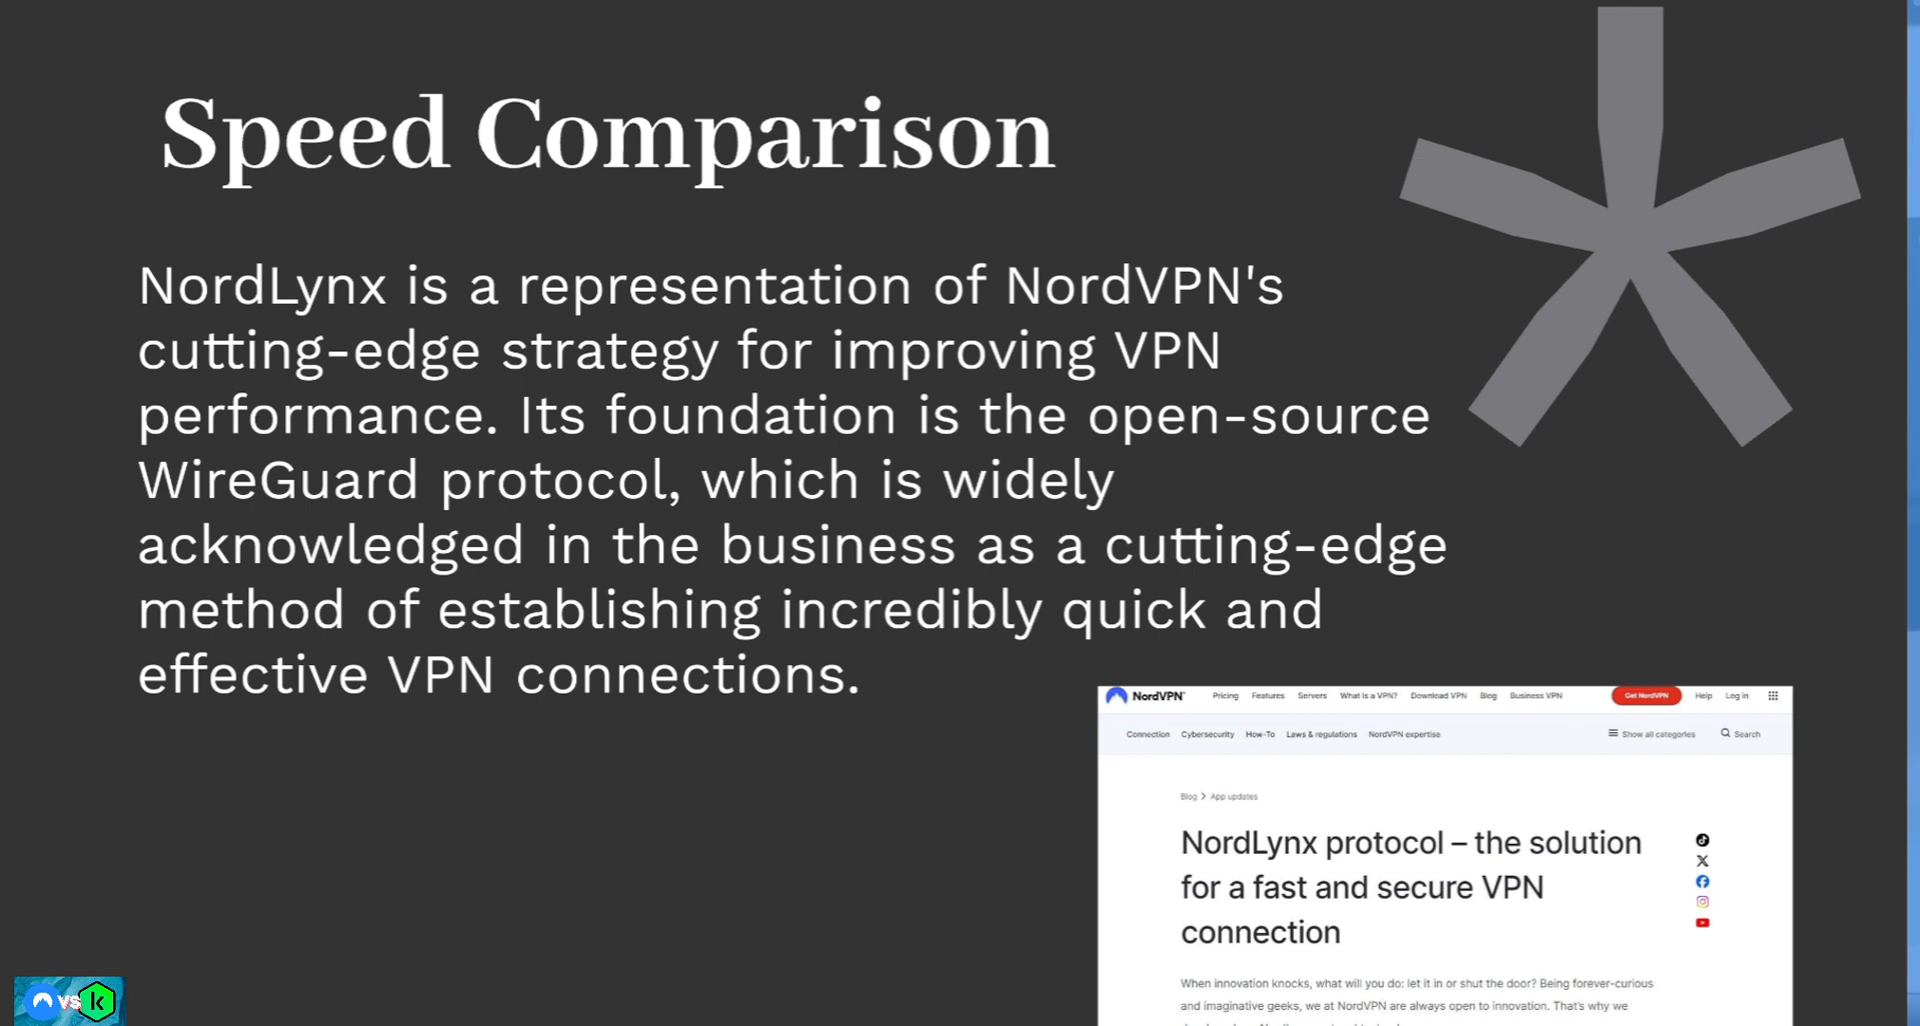 Speed Comparison
NordLynx is a representation of NordVPN's
cutting-edge strategy for improving VPN
performance. Its foundation is the open-source
WireGuard protocol, which is widely
acknowledged in the business as a cutting-edge
method of establishing incredibly quick and
effective VPN connections.
NordVPN® Pricing Features Servers What is a VPN? Download VPN Blog Business VPN Get NordVPN Help Log in
Connection Cybersecurity How-To Laws & regulations NordVPN expertise Show all categories Search
Blog > App updates
NordLynx protocol – the solution
for a fast and secure VPN
connection
When innovation knocks, what will you do: let it in or shut the door? Being forever-curious
and imaginative geeks, we at NordVPN are always open to innovation. That's why we
VS k